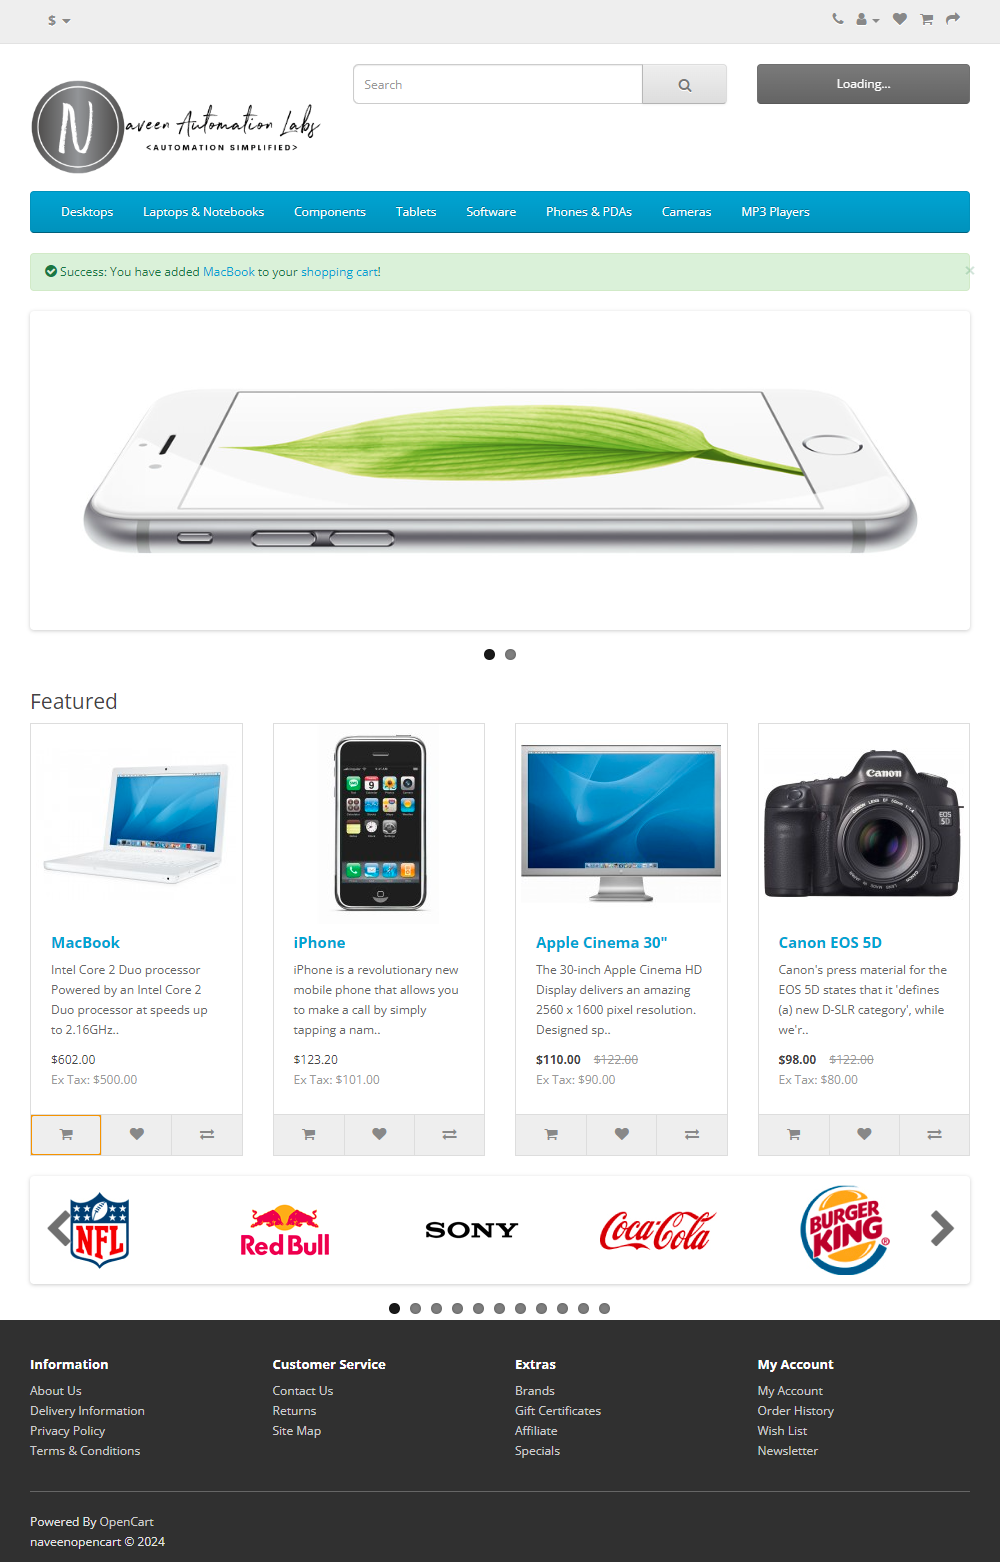 $
Search
Loading...
N
aveen Automation Labs
<AUTOMATION SIMPLIFIED>
Desktops
Laptops & Notebooks
Components
Tablets
Software
Phones & PDAs
Cameras
MP3 Players
Success: You have added MacBook to your shopping cart!
×
Featured
Canon
EOS
5D
MacBook
Intel Core 2 Duo processor
Powered by an Intel Core 2
Duo processor at speeds up
to 2.16GHz..
$602.00
Ex Tax: $500.00
iPhone
iPhone is a revolutionary new
mobile phone that allows you
to make a call by simply
tapping a nam..
$123.20
Ex Tax: $101.00
Apple Cinema 30"
The 30-inch Apple Cinema HD
Display delivers an amazing
2560 x 1600 pixel resolution.
Designed sp..
$110.00 $122.00
Ex Tax: $90.00
Canon EOS 5D
Canon's press material for the
EOS 5D states that it 'defines
(a) new D-SLR category', while
we'r..
$98.00 $122.00
Ex Tax: $80.00
NFL
Red Bull
SONY
Coca-Cola
BURGER
KING
®
Information
About Us
Delivery Information
Privacy Policy
Terms & Conditions
Customer Service
Contact Us
Returns
Site Map
Extras
Brands
Gift Certificates
Affiliate
Specials
My Account
My Account
Order History
Wish List
Newsletter
Powered By OpenCart
naveenopencart © 2024